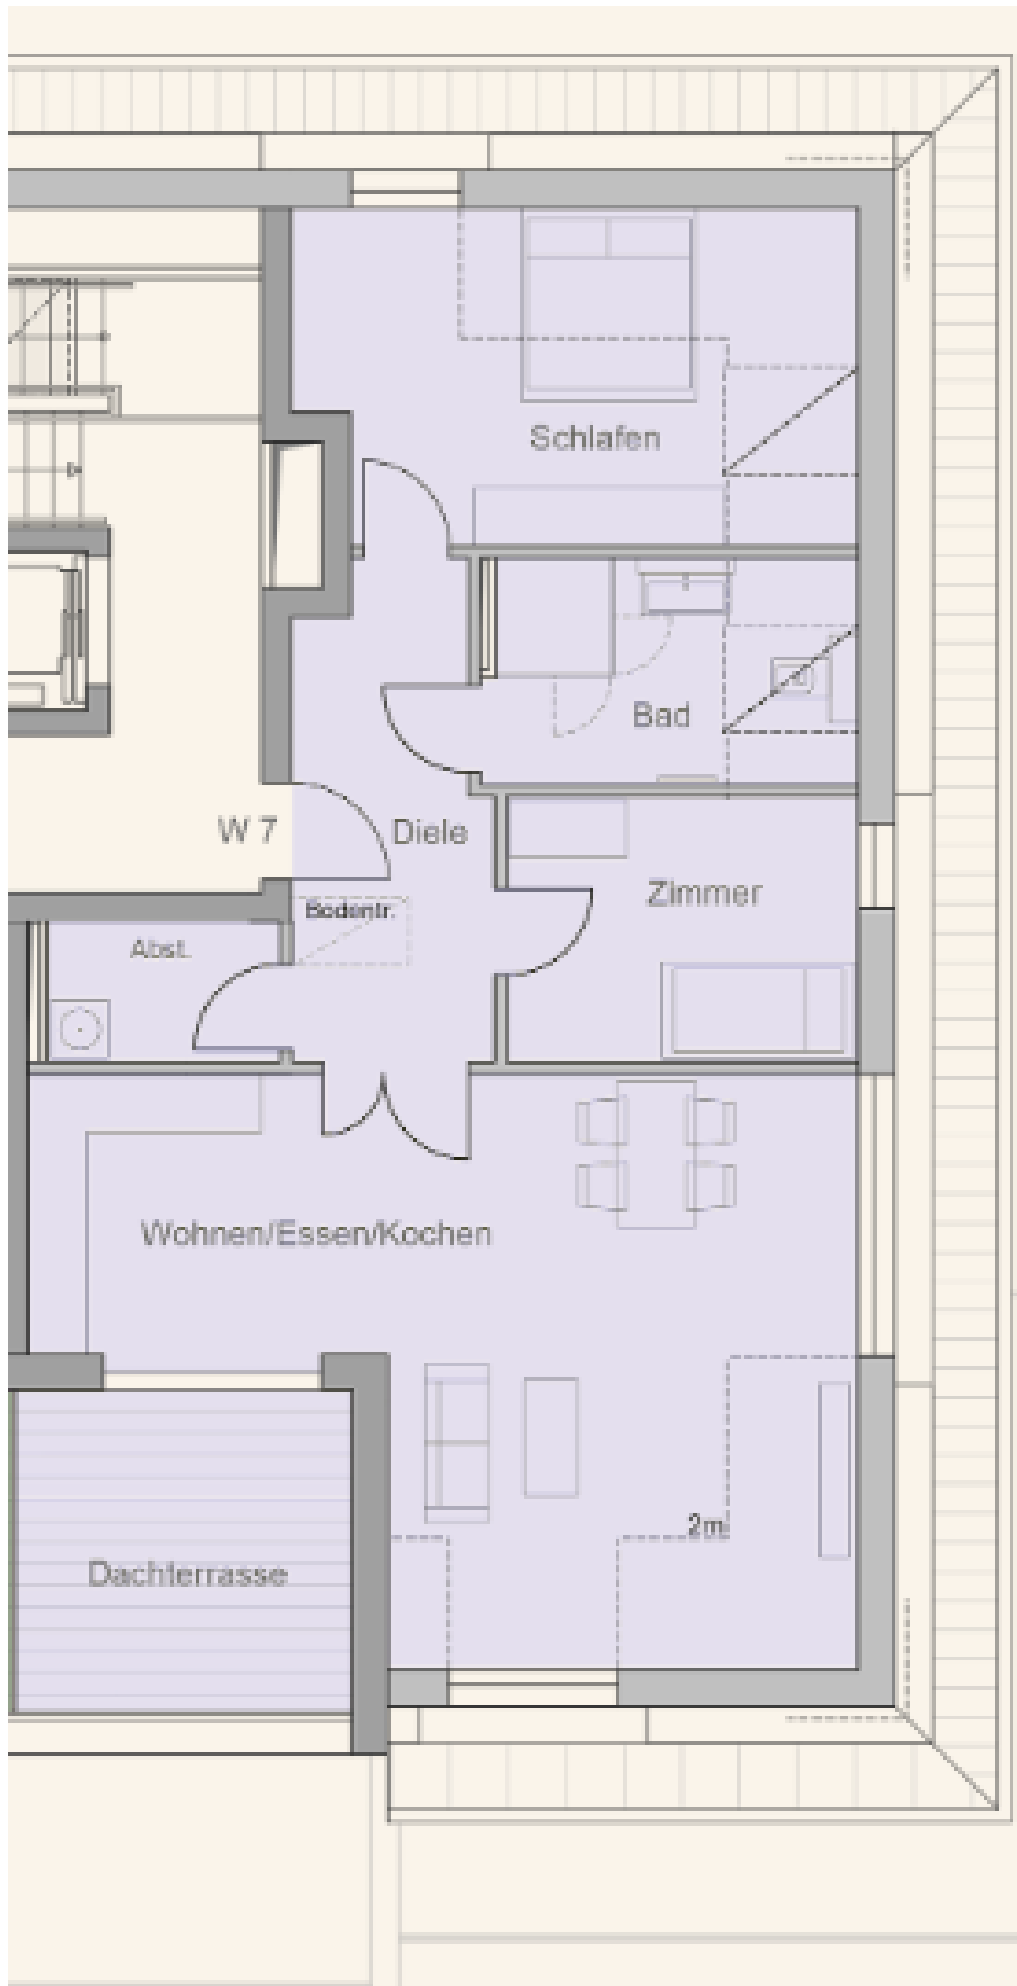 Schlafen
Bad
W 7
Diele
Zimmer
Bodentr.
Abst.
Wohnen/Essen/Kochen
2m
Dachterrasse